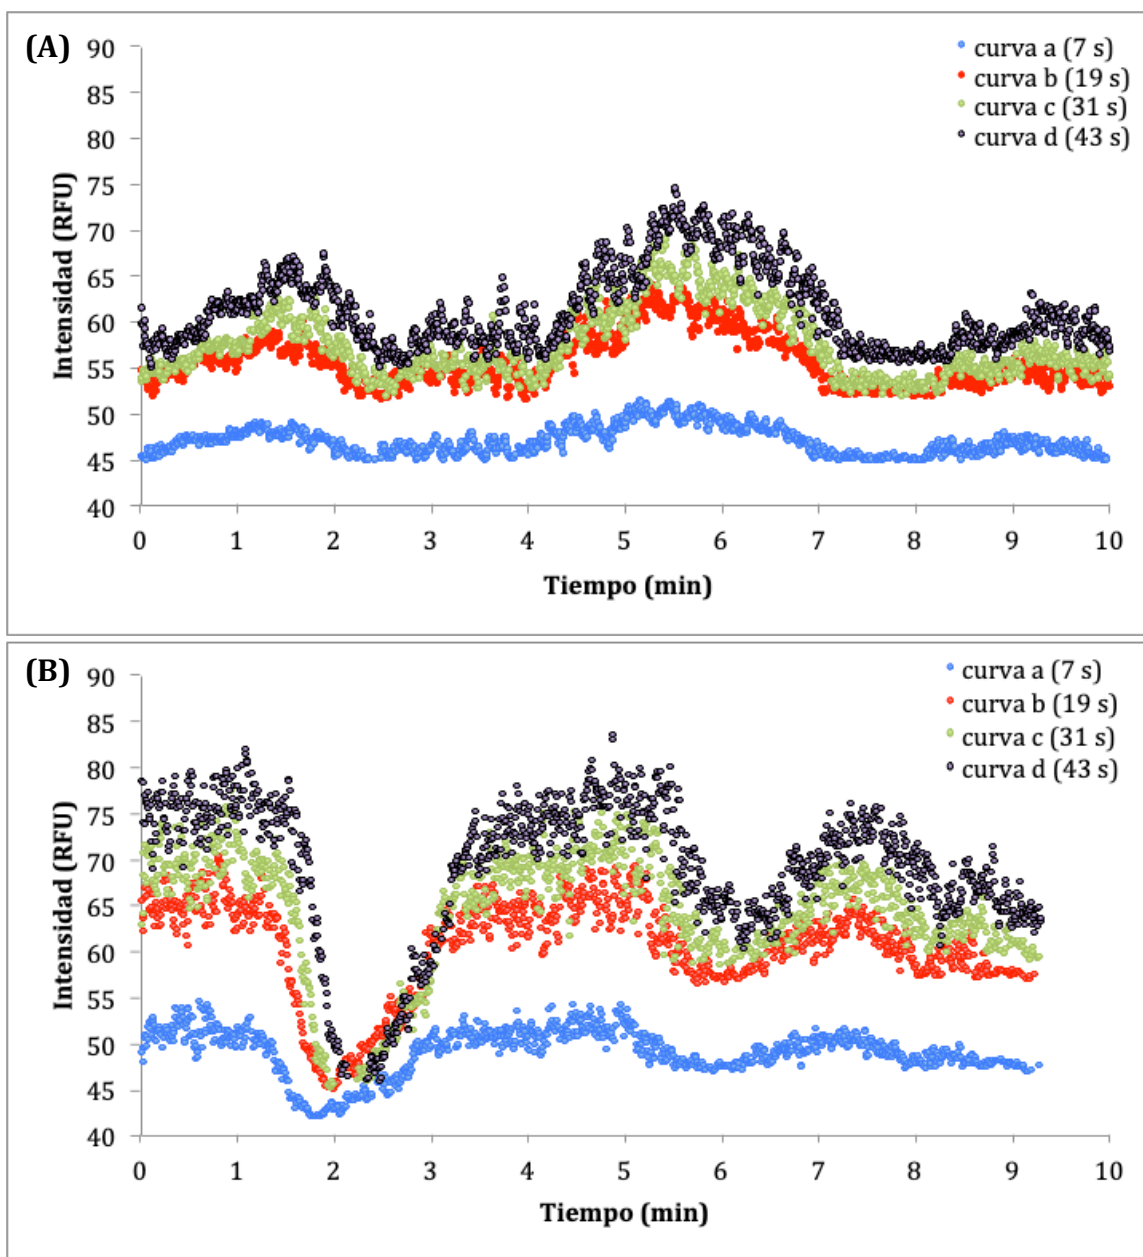 (A)
90
85
80
75
70
65
60
55
50
45
40
Intensidad (RFU)
curva a (7 s)
curva b (19 s)
curva c (31 s)
curva d (43 s)
0 1 2 3 4 5 6 7 8 9 10
Tiempo (min)
(B)
90
85
80
75
70
65
60
55
50
45
40
Intensidad (RFU)
curva a (7 s)
curva b (19 s)
curva c (31 s)
curva d (43 s)
0 1 2 3 4 5 6 7 8 9 10
Tiempo (min)